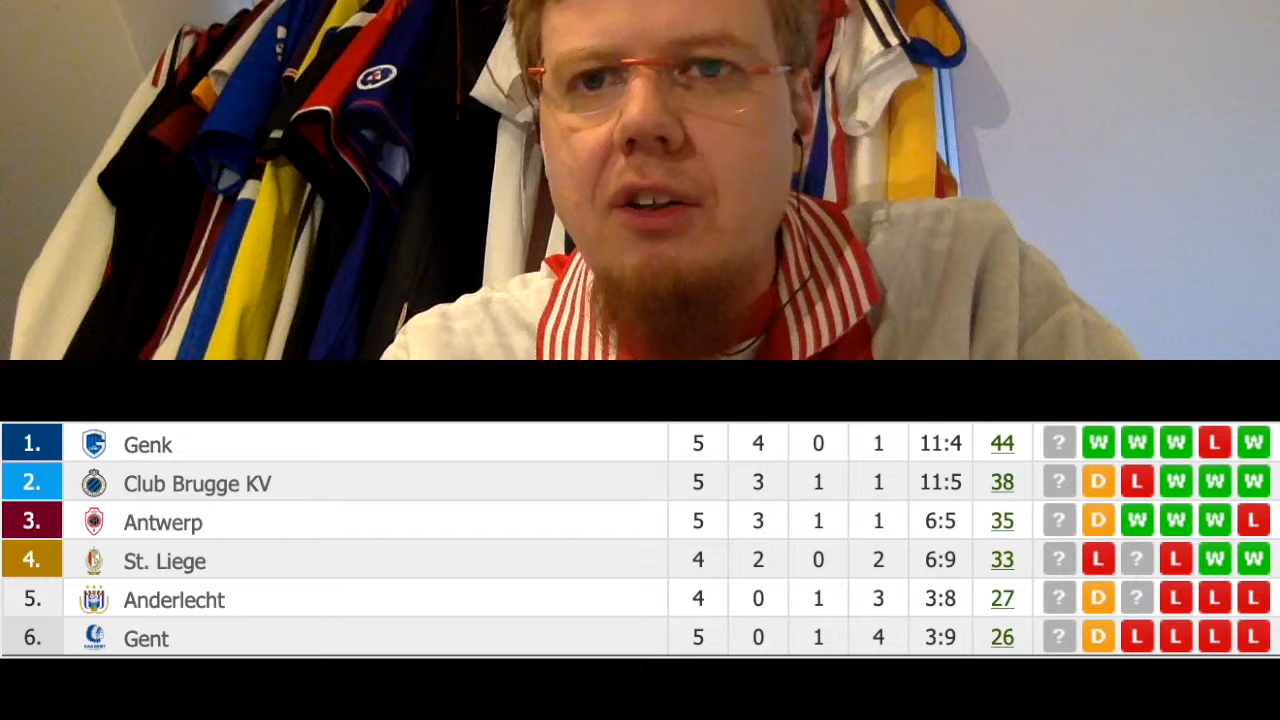 1. Genk 5 4 0 1 11:4 44 ? W W W L W
2. Club Brugge KV 5 3 1 1 11:5 38 ? D L W W W
3. Antwerp 5 3 1 1 6:5 35 ? D W W W L
4. St. Liege 4 2 0 2 6:9 33 ? L ? L W W
5. Anderlecht 4 0 1 3 3:8 27 ? D ? L L L
6. Gent 5 0 1 4 3:9 26 ? D L L L L